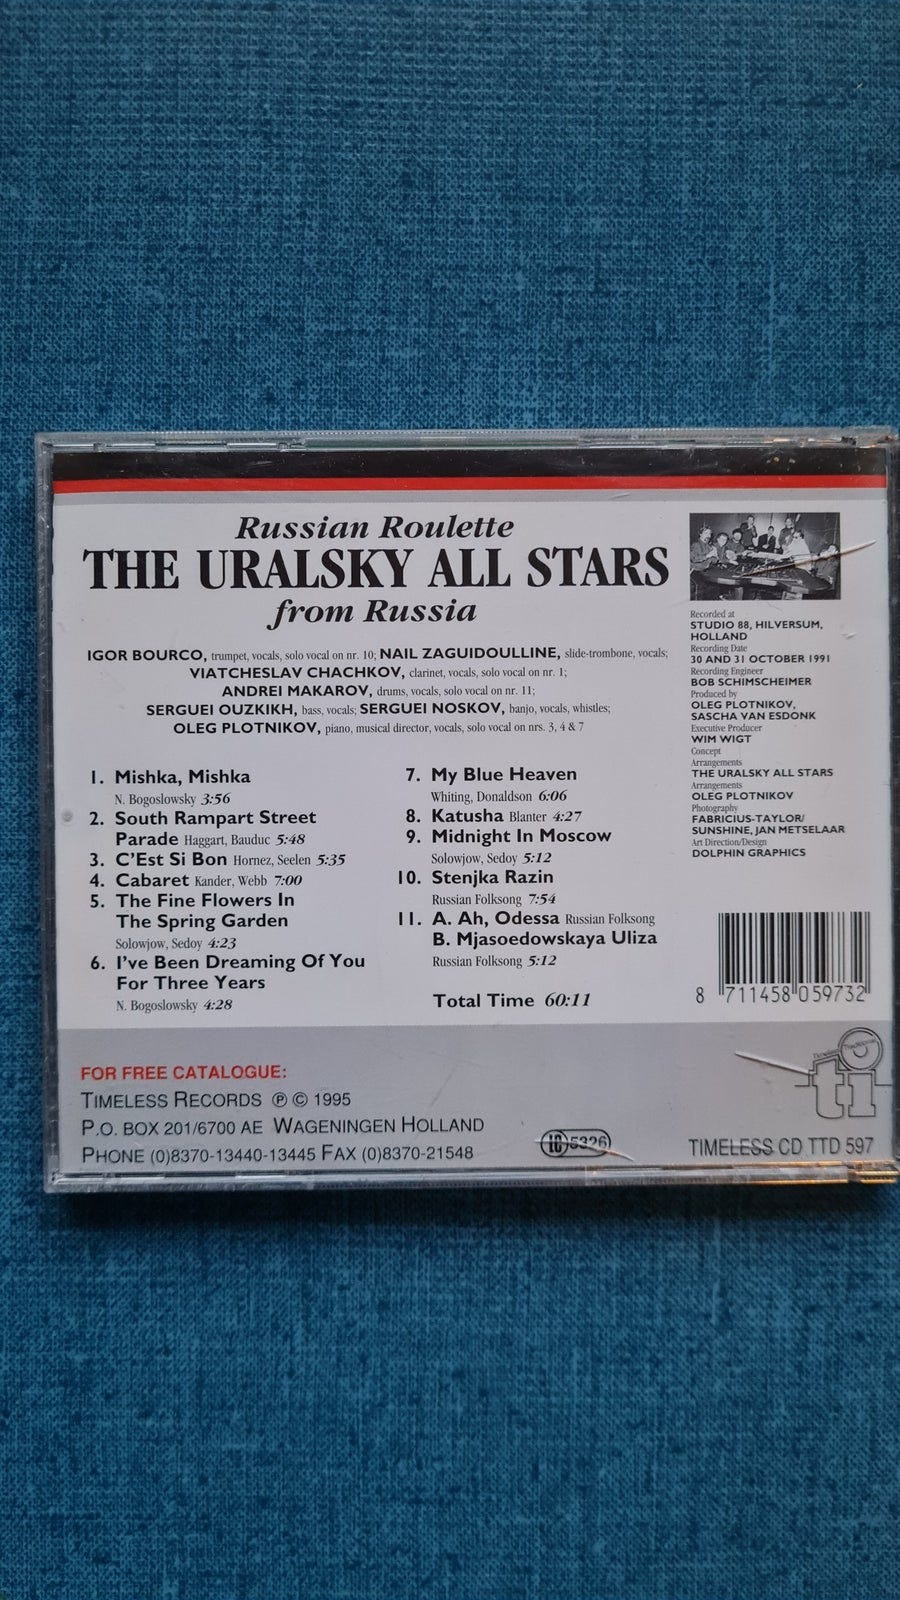 Russian Roulette
THE URALSKY ALL STARS
from Russia
IGOR BOURCO, trumpet, vocals, solo vocal on nr. 10; NAIL ZAGUIDOULLINE, slide-trombone, vocals;
VIATCHESLAV CHACHKOV, clarinet, vocals, solo vocal on nr. 1;
ANDREI MAKAROV, drums, vocals, solo vocal on nr. 11;
SERGUEI OUZKIKH, bass, vocals; SERGUEI NOSKOV, banjo, vocals, whistles;
OLEG PLOTNIKOV, piano, musical director, vocals, solo vocal on nrs. 3, 4 & 7
1. Mishka, Mishka
N. Bogoslowsky 3:56
2. South Rampart Street
Parade Haggart, Bauduc 5:48
3. C'Est Si Bon Hornez, Seelen 5:35
4. Cabaret Kander, Webb 7:00
5. The Fine Flowers In
The Spring Garden
Solowjow, Sedoy 4:23
6. I've Been Dreaming Of You
For Three Years
N. Bogoslowsky 4:28
7. My Blue Heaven
Whiting, Donaldson 6:06
8. Katusha Blanter 4:27
9. Midnight In Moscow
Solowjow, Sedoy 5:12
10. Stenjka Razin
Russian Folksong 7:54
11. A. Ah, Odessa Russian Folksong
B. Mjasoedowskaya Uliza
Russian Folksong 5:12
Total Time 60:11
Recorded at
STUDIO 88, HILVERSUM,
HOLLAND
Recording Date
30 AND 31 OCTOBER 1991
Recording Engineer
BOB SCHIMSCHEIMER
Produced by
OLEG PLOTNIKOV,
SASCHA VAN ESDONK
Executive Producer
WIM WIGT
Concept
Arrangements
THE URALSKY ALL STARS
Arrangements
OLEG PLOTNIKOV
Photography
FABRICIUS-TAYLOR/
SUNSHINE, JAN METSELAAR
Art Direction/Design
DOLPHIN GRAPHICS
8 711458 059732
FOR FREE CATALOGUE:
TIMELESS RECORDS ℗ © 1995
P.O. BOX 201/6700 AE WAGENINGEN HOLLAND
PHONE (0)8370-13440-13445 FAX (0)8370-21548
LC 5326
ti
TIMELESS CD TTD 597